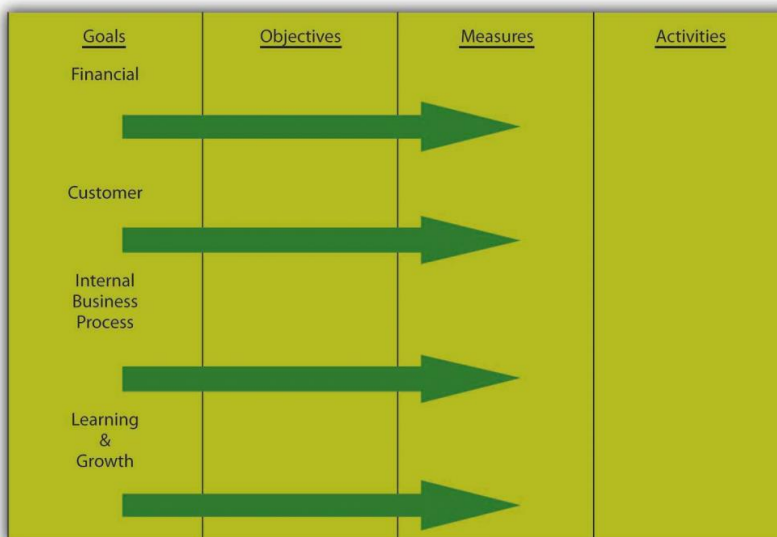 Goals Objectives Measures Activities
Financial
Customer
Internal
Business
Process
Learning
&
Growth